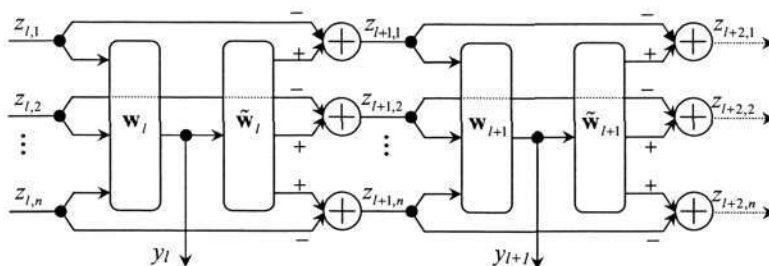 z_{l,1} − + z_{l+1,1} − + z_{l+2,1}
z_{l,2} w_l − w̃_l + z_{l+1,2} w_{l+1} − w̃_{l+1} + z_{l+2,2}
⋮ ⋮
z_{l,n} + − z_{l+1,n} + − z_{l+2,n}
y_l y_{l+1}